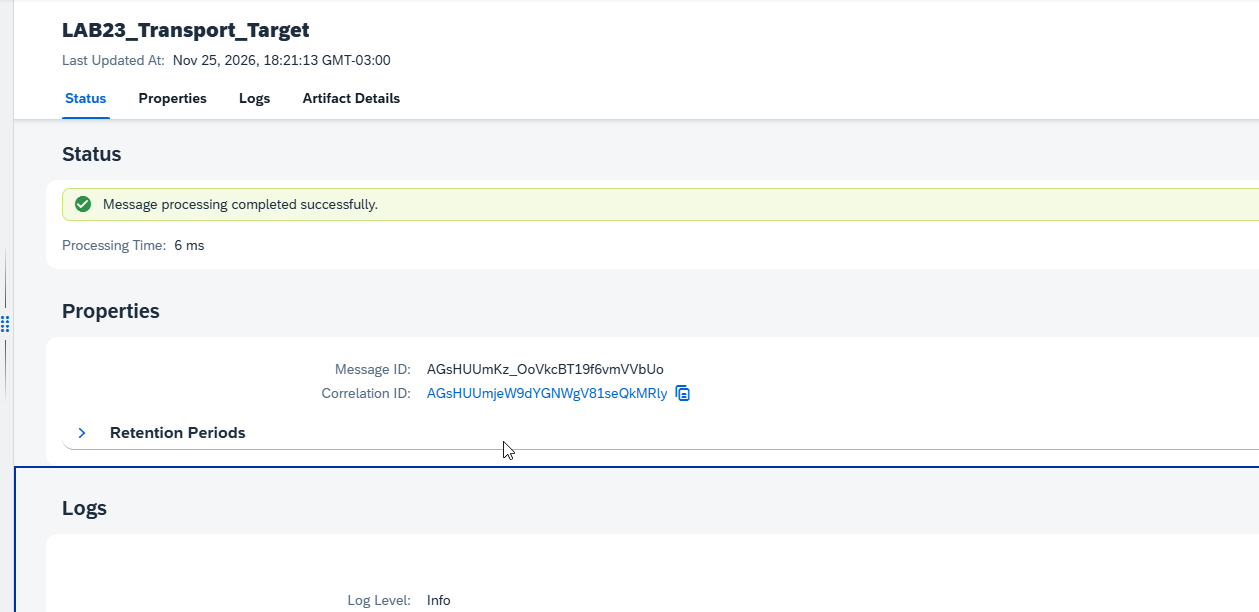 LAB23_Transport_Target
Last Updated At: Nov 25, 2026, 18:21:13 GMT-03:00
Status Properties Logs Artifact Details
Status
Message processing completed successfully.
Processing Time: 6 ms
Properties
Message ID: AGsHUUmKz_OoVkcBT19f6vmVVbUo
Correlation ID: AGsHUUmjeW9dYGNWgV81seQkMRly
Retention Periods
Logs
Log Level: Info